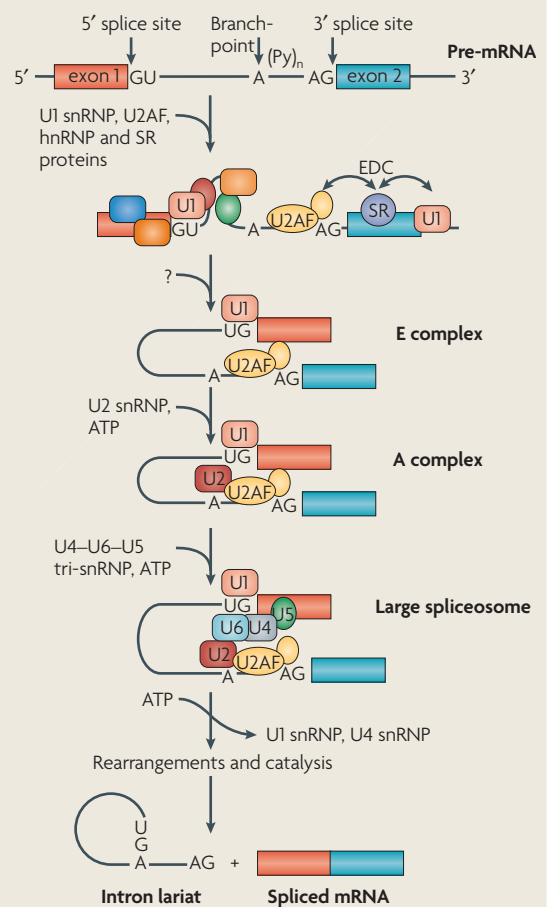 5′ splice site
Branch-
point
3′ splice site
(Py)n
Pre-mRNA
5′ exon 1 GU A AG exon 2 3′
U1 snRNP, U2AF,
hnRNP and SR
proteins
EDC
U1 U2AF SR U1
GU A AG
?
U1
UG
E complex
U2AF
A AG
U2 snRNP,
ATP
U1
UG
A complex
U2 U2AF
A AG
U4–U6–U5
tri-snRNP, ATP
U1
UG
Large spliceosome
U5
U6 U4
U2 U2AF
A AG
ATP
U1 snRNP, U4 snRNP
Rearrangements and catalysis
U
G
A AG +
Intron lariat Spliced mRNA